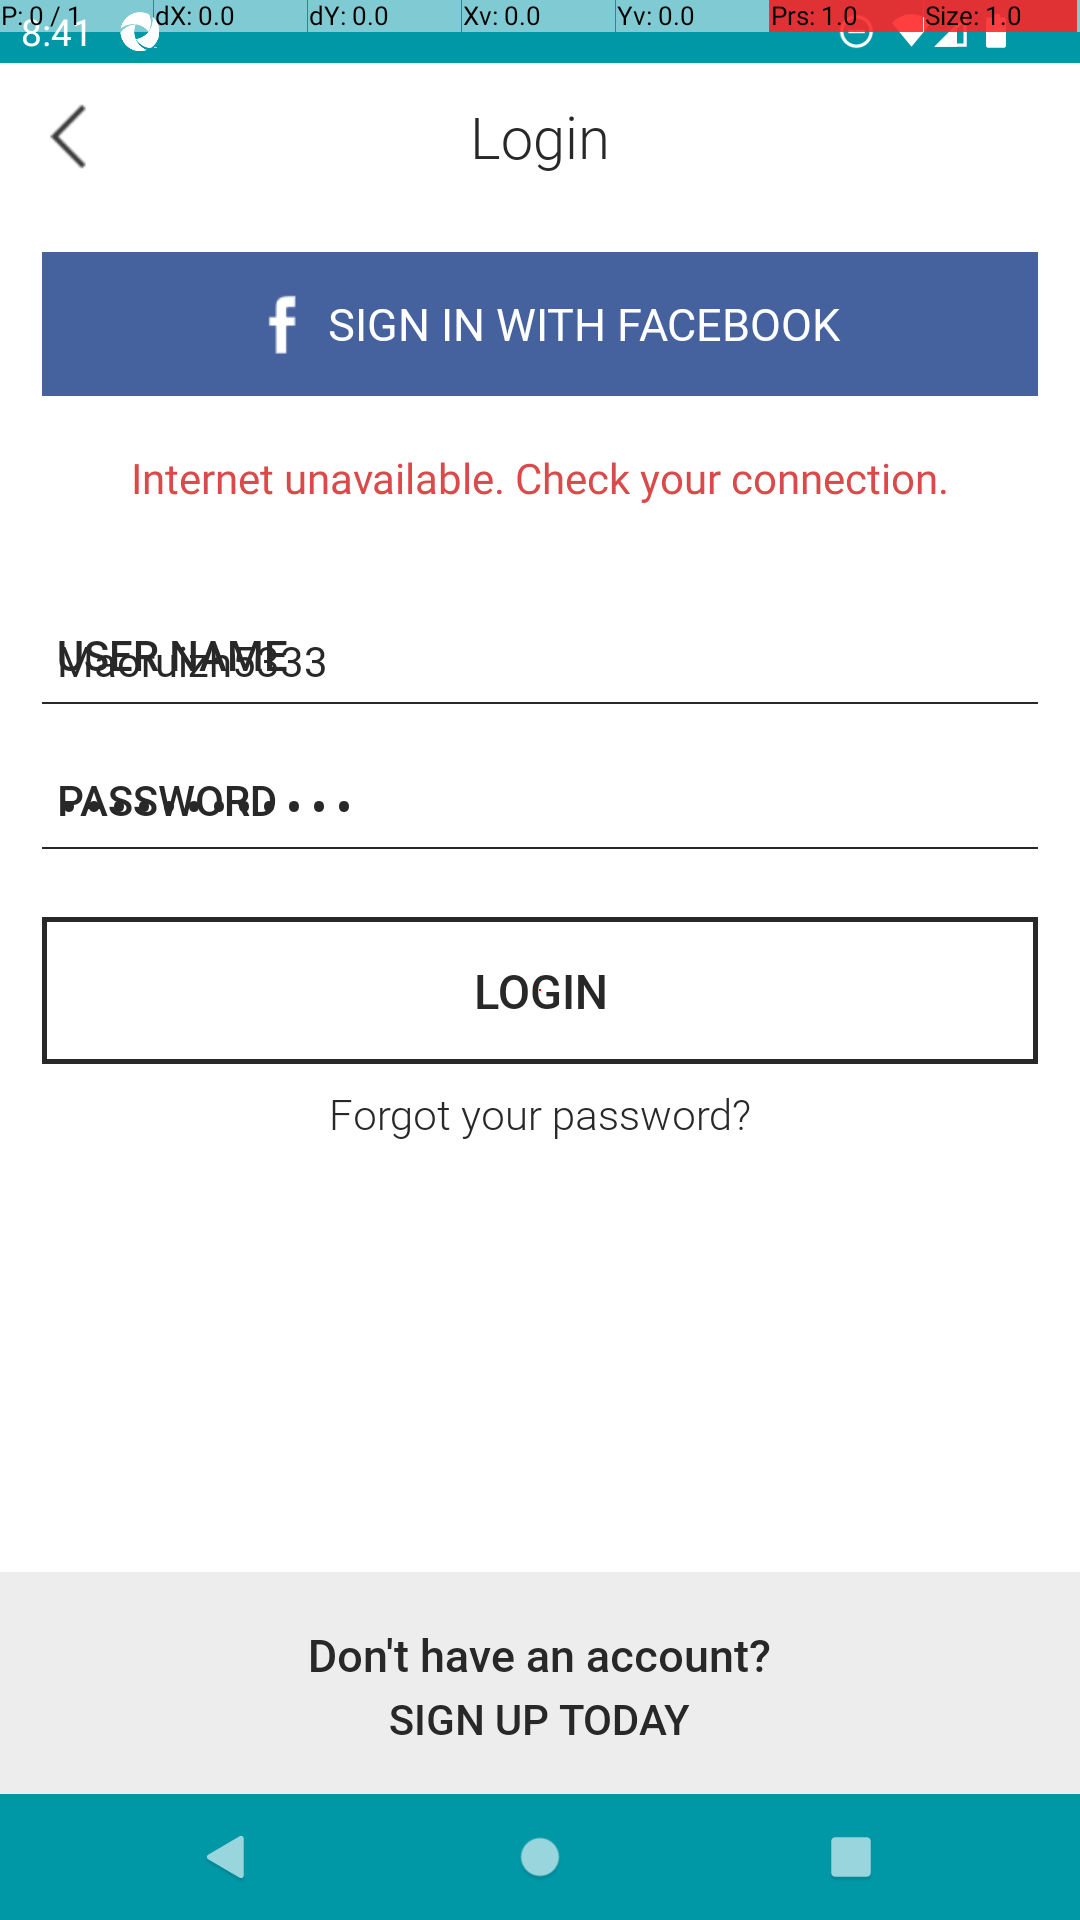 P: 0 / 1 dX: 0.0 dY: 0.0 Xv: 0.0 Yv: 0.0 Prs: 1.0 Size: 1.0
8:41
Login
f SIGN IN WITH FACEBOOK
Internet unavailable. Check your connection.
USER NAME
PASSWORD
LOGIN
Forgot your password?
Don't have an account?
SIGN UP TODAY